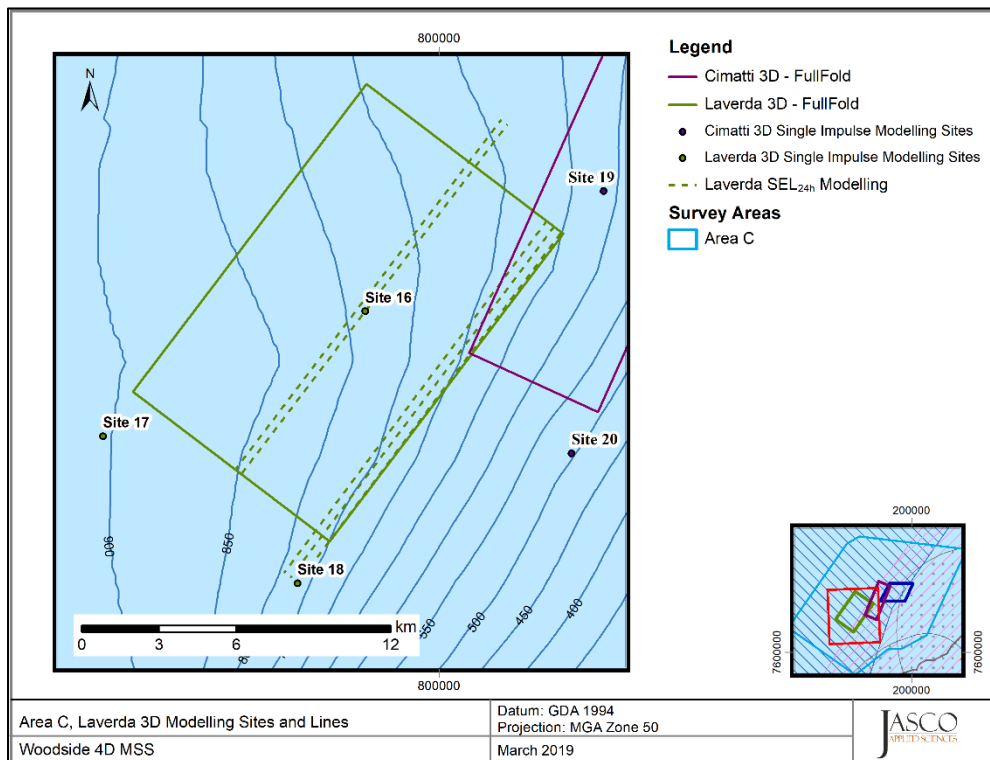 800000
N
Site 19
Site 16
Site 17
Site 20
Site 18
900
850
550
500
450
400
km
0 3 6 12
800000
Legend
Cimatti 3D - FullFold
Laverda 3D - FullFold
Cimatti 3D Single Impulse Modelling Sites
Laverda 3D Single Impulse Modelling Sites
Laverda SEL24h Modelling
Survey Areas
Area C
200000
7600000
7600000
200000
Area C, Laverda 3D Modelling Sites and Lines
Woodside 4D MSS
Datum: GDA 1994
Projection: MGA Zone 50
March 2019
JASCO
APPLIED SCIENCES